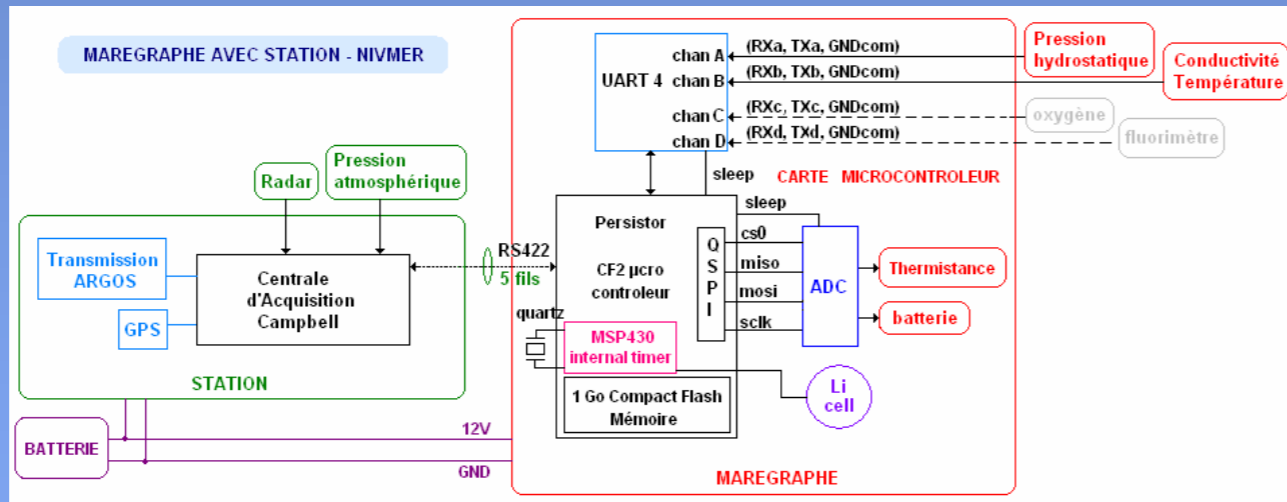 MAREGRAPHE AVEC STATION - NIVMER
Radar
Pression
atmosphérique
Transmission
ARGOS
GPS
Centrale
d'Acquisition
Campbell
STATION
BATTERIE
12V
GND
RS422
5 fils
UART 4
chan A
chan B
chan C
chan D
(RXa, TXa, GNDcom)
(RXb, TXb, GNDcom)
(RXc, TXc, GNDcom)
(RXd, TXd, GNDcom)
Pression
hydrostatique
Conductivité
Température
oxygène
fluorimètre
sleep
CARTE MICROCONTROLEUR
sleep
Persistor
CF2 µcro
controleur
Q
S
P
I
cs0
miso
mosi
sclk
ADC
Thermistance
batterie
quartz
MSP430
internal timer
1 Go Compact Flash
Mémoire
Li
cell
MAREGRAPHE